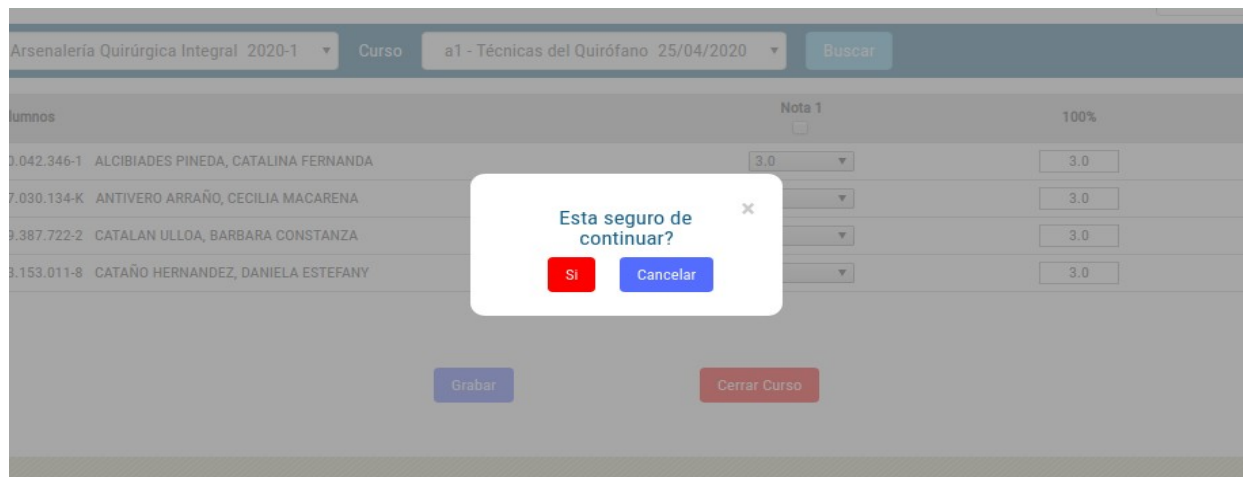 Arsenalería Quirúrgica Integral 2020-1 Curso a1 - Técnicas del Quirófano 25/04/2020 Buscar
lumnos Nota 1 100%
0.042.346-1 ALCIBIADES PINEDA, CATALINA FERNANDA 3.0 3.0
7.030.134-K ANTIVERO ARRAÑO, CECILIA MACARENA 3.0
9.387.722-2 CATALAN ULLOA, BARBARA CONSTANZA 3.0
3.153.011-8 CATAÑO HERNANDEZ, DANIELA ESTEFANY 3.0
Esta seguro de
continuar?
Si Cancelar
Grabar Cerrar Curso